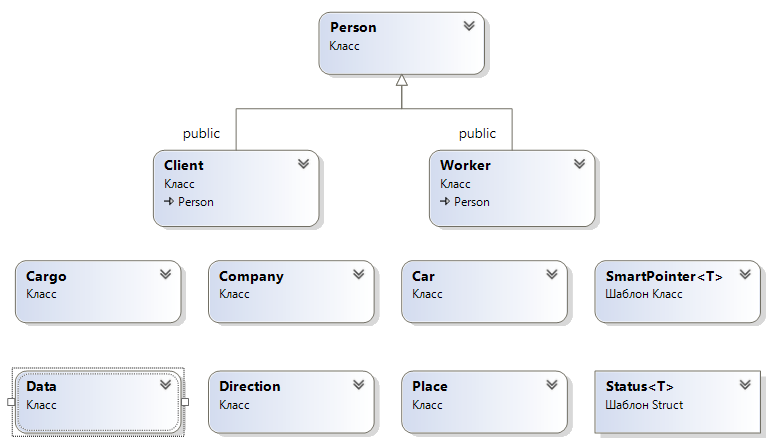 Person
Класс
public
public
Client
Класс
Person
Worker
Класс
Person
Cargo
Класс
Company
Класс
Car
Класс
SmartPointer<T>
Шаблон Класс
Data
Класс
Direction
Класс
Place
Класс
Status<T>
Шаблон Struct